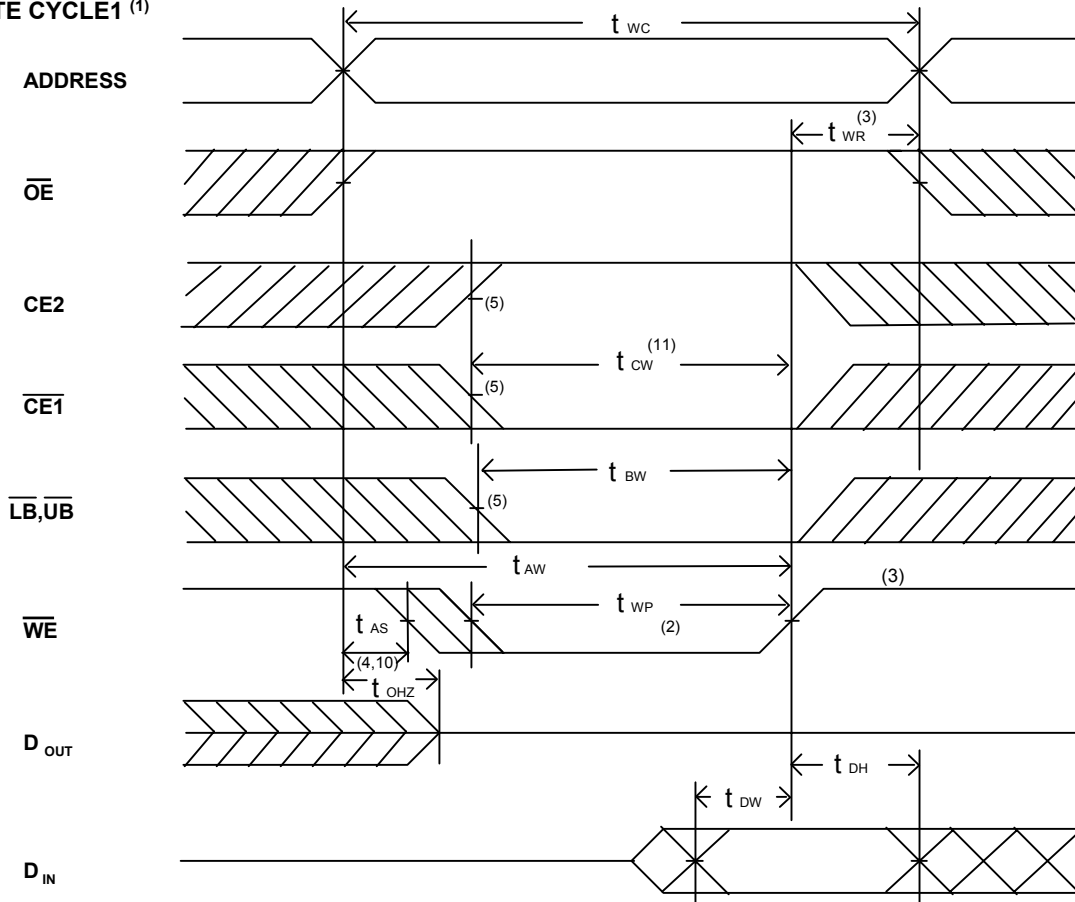 TE CYCLE1 (1)
t WC
ADDRESS
t WR (3)
OE
CE2
(5)
t CW (11)
CE1
(5)
t BW
LB,UB
(5)
t AW
(3)
t WP
WE
t AS
(2)
(4,10)
t OHZ
D OUT
t DH
t DW
D IN